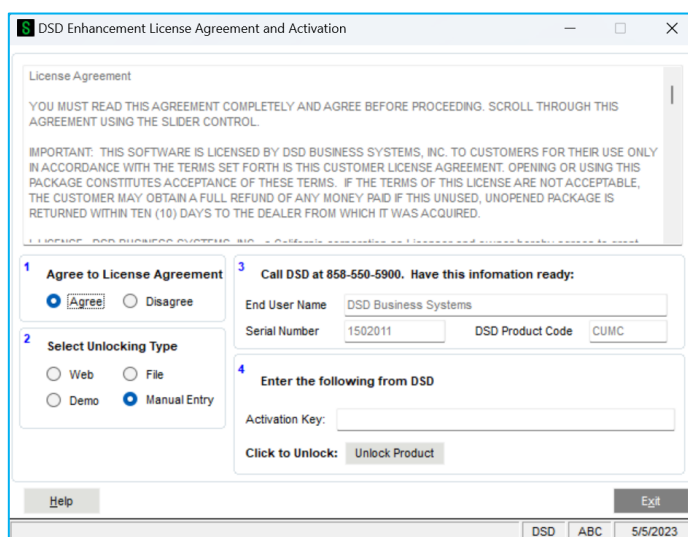 DSD Enhancement License Agreement and Activation
License Agreement
YOU MUST READ THIS AGREEMENT COMPLETELY AND AGREE BEFORE PROCEEDING. SCROLL THROUGH THIS
AGREEMENT USING THE SLIDER CONTROL.
IMPORTANT: THIS SOFTWARE IS LICENSED BY DSD BUSINESS SYSTEMS, INC. TO CUSTOMERS FOR THEIR USE ONLY
IN ACCORDANCE WITH THE TERMS SET FORTH IS THIS CUSTOMER LICENSE AGREEMENT. OPENING OR USING THIS
PACKAGE CONSTITUTES ACCEPTANCE OF THESE TERMS. IF THE TERMS OF THIS LICENSE ARE NOT ACCEPTABLE,
THE CUSTOMER MAY OBTAIN A FULL REFUND OF ANY MONEY PAID IF THIS UNUSED, UNOPENED PACKAGE IS
RETURNED WITHIN TEN (10) DAYS TO THE DEALER FROM WHICH IT WAS ACQUIRED.
1 Agree to License Agreement
Agree Disagree
2 Select Unlocking Type
Web File
Demo Manual Entry
3 Call DSD at 858-550-5900. Have this infomation ready:
End User Name DSD Business Systems
Serial Number 1502011 DSD Product Code CUMC
4 Enter the following from DSD
Activation Key:
Click to Unlock: Unlock Product
Help Exit
DSD ABC 5/5/2023